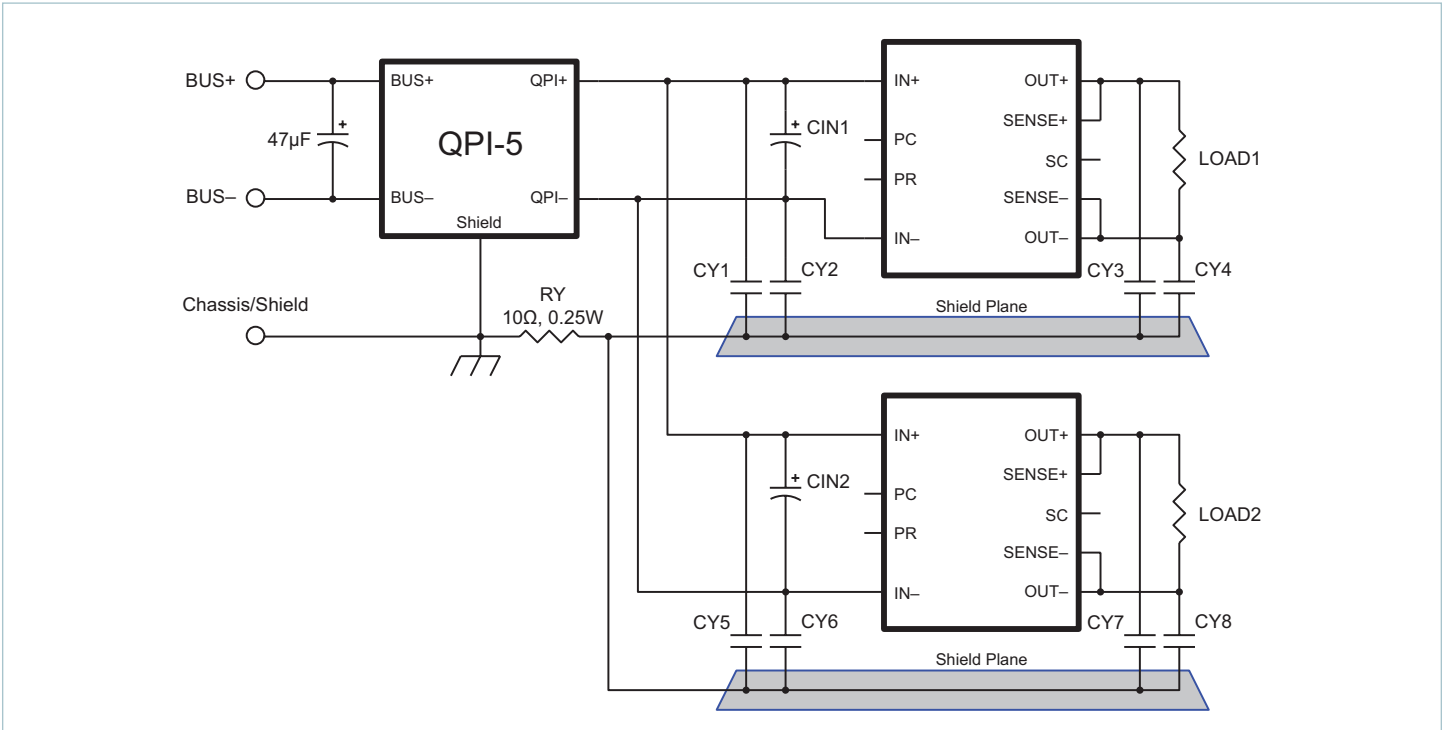 BUS+
BUS+
QPI+
47µF
+
QPI-5
BUS–
BUS–
QPI–
Shield
+
CIN1
IN+
OUT+
SENSE+
PC
SC
PR
SENSE–
IN–
OUT–
LOAD1
CY1
CY2
CY3
CY4
Chassis/Shield
RY
10Ω, 0.25W
Shield Plane
IN+
OUT+
SENSE+
+
CIN2
PC
SC
PR
SENSE–
IN–
OUT–
LOAD2
CY5
CY6
CY7
CY8
Shield Plane